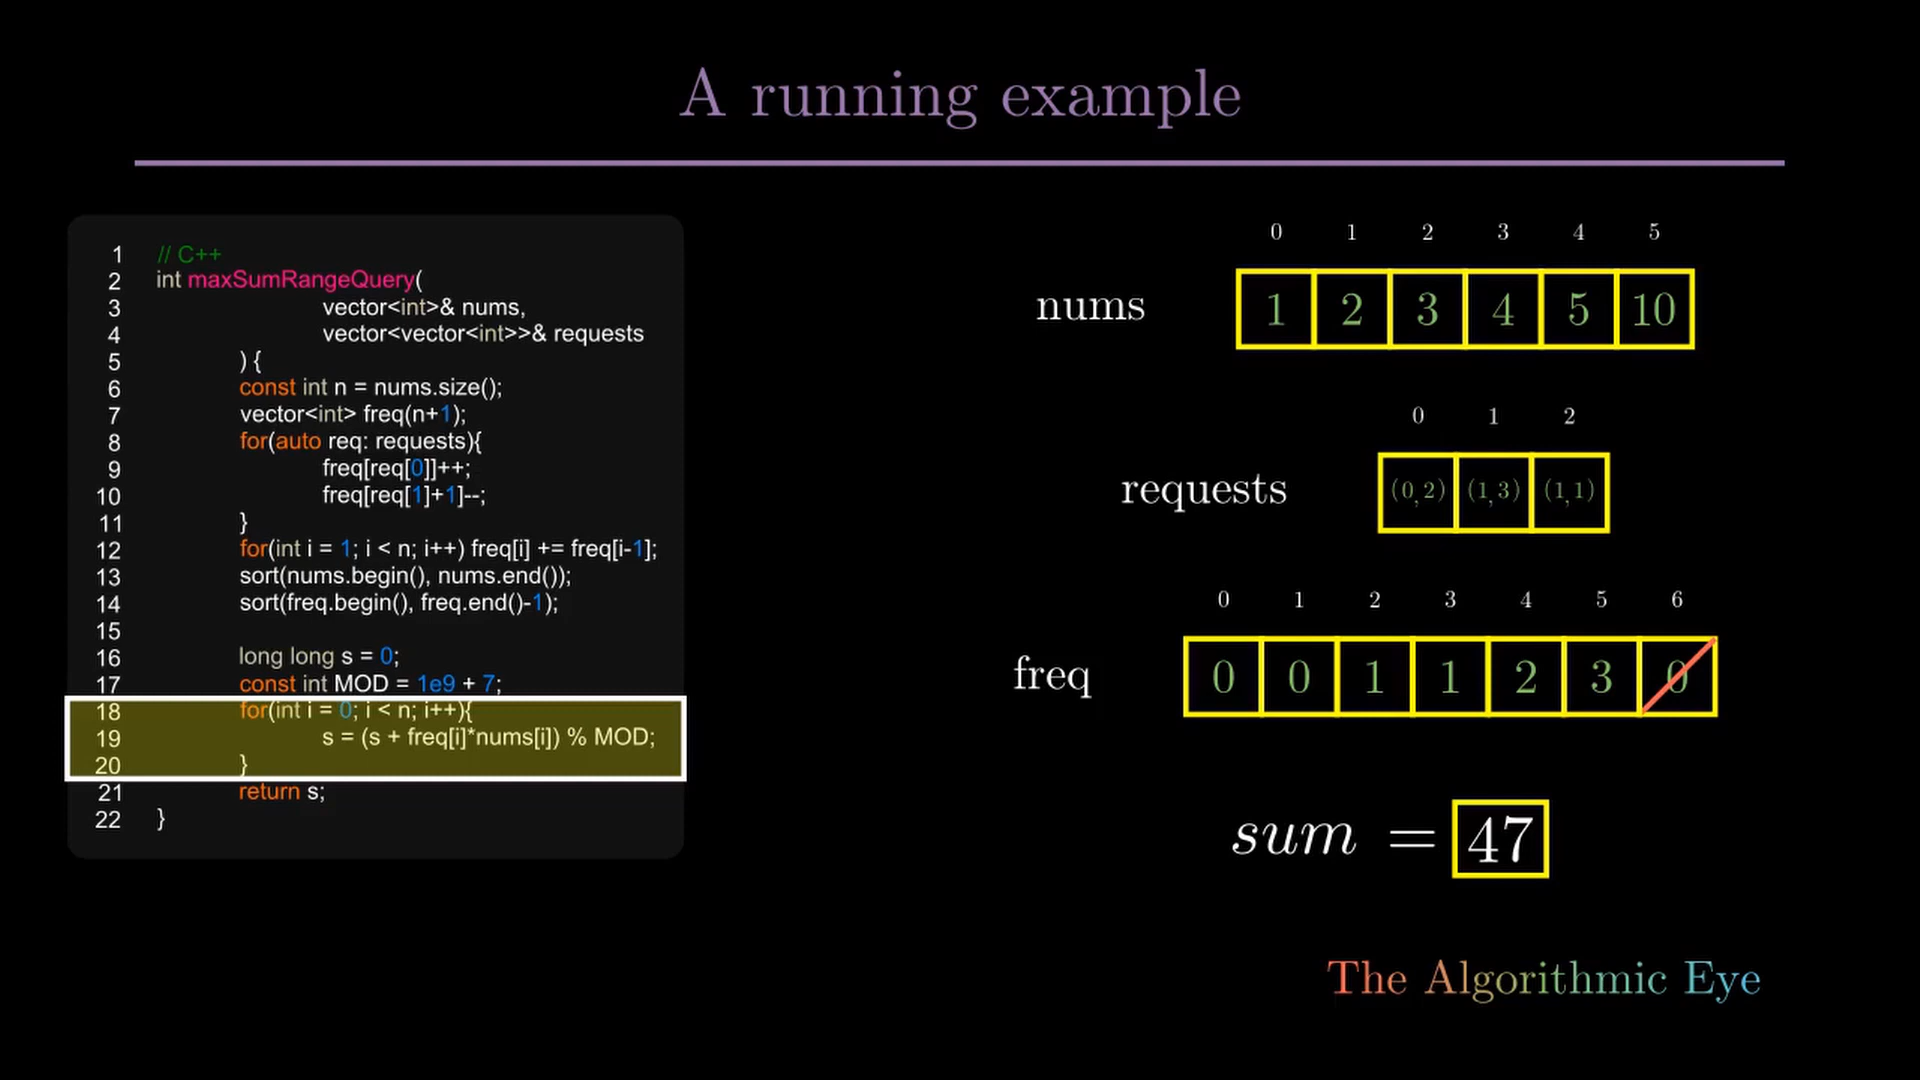 A running example
1 // C++
2 int maxSumRangeQuery(
3 vector<int>& nums,
4 vector<vector<int>>& requests
5 ) {
6 const int n = nums.size();
7 vector<int> freq(n+1);
8 for(auto req: requests){
9 freq[req[0]]++;
10 freq[req[1]+1]--;
11 }
12 for(int i = 1; i < n; i++) freq[i] += freq[i-1];
13 sort(nums.begin(), nums.end());
14 sort(freq.begin(), freq.end()-1);
15
16 long long s = 0;
17 const int MOD = 1e9 + 7;
18 for(int i = 0; i < n; i++){
19 s = (s + freq[i]*nums[i]) % MOD;
20 }
21 return s;
22 }
0 1 2 3 4 5
nums 1 2 3 4 5 10
0 1 2
requests (0,2) (1,3) (1,1)
0 1 2 3 4 5 6
freq 0 0 1 1 2 3 0
sum = 47
The Algorithmic Eye